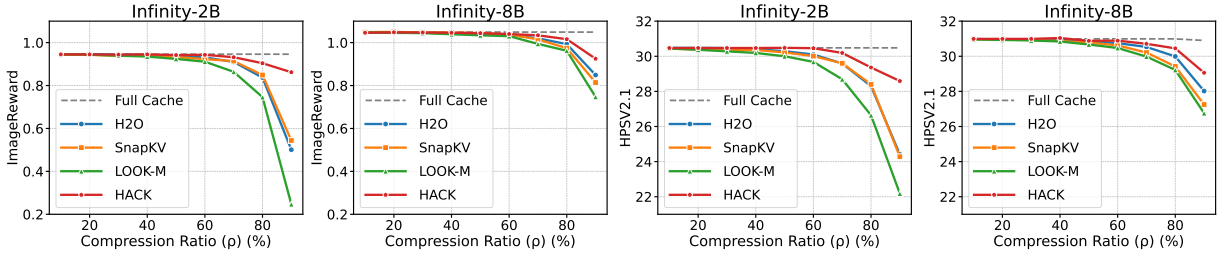 Infinity-2B
ImageReward
1.0
0.8
0.6
0.4
0.2
Full Cache
H2O
SnapKV
LOOK-M
HACK
20 40 60 80
Compression Ratio (ρ) (%)
Infinity-8B
ImageReward
1.0
0.8
0.6
0.4
0.2
Full Cache
H2O
SnapKV
LOOK-M
HACK
20 40 60 80
Compression Ratio (ρ) (%)
Infinity-2B
HPSV2.1
32
30
28
26
24
22
Full Cache
H2O
SnapKV
LOOK-M
HACK
20 40 60 80
Compression Ratio (ρ) (%)
Infinity-8B
HPSV2.1
32
30
28
26
24
22
Full Cache
H2O
SnapKV
LOOK-M
HACK
20 40 60 80
Compression Ratio (ρ) (%)